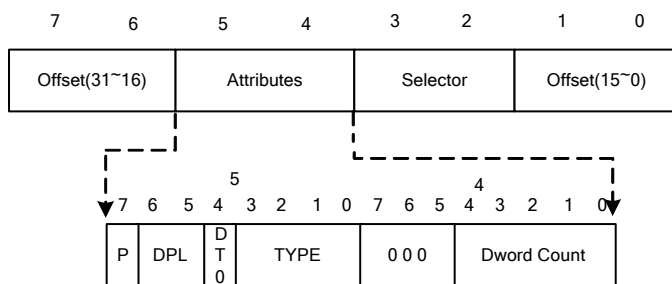 7 6 5 4 3 2 1 0
Offset(31~16) Attributes Selector Offset(15~0)
5 4
7 6 5 4 3 2 1 0 7 6 5 4 3 2 1 0
P DPL DT0 TYPE 0 0 0 Dword Count